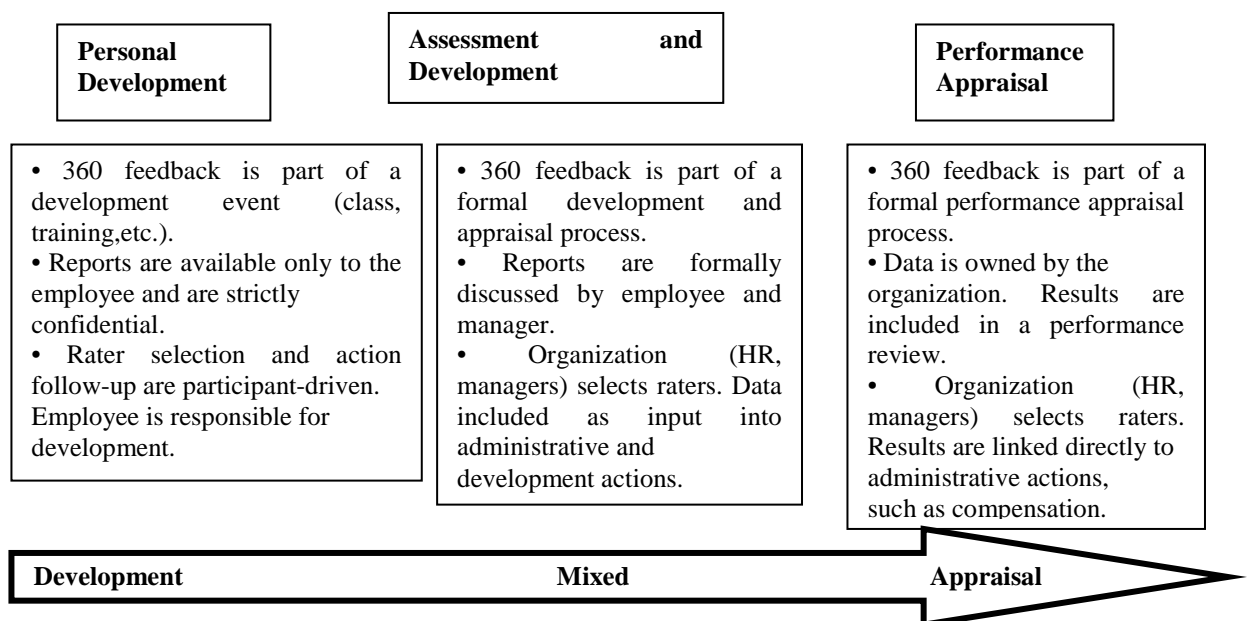 Personal
Development
Assessment and
Development
Performance
Appraisal
• 360 feedback is part of a
development event (class,
training,etc.).
• Reports are available only to the
employee and are strictly
confidential.
• Rater selection and action
follow-up are participant-driven.
Employee is responsible for
development.
• 360 feedback is part of a
formal development and
appraisal process.
• Reports are formally
discussed by employee and
manager.
• Organization (HR,
managers) selects raters. Data
included as input into
administrative and
development actions.
• 360 feedback is part of a
formal performance appraisal
process.
• Data is owned by the
organization. Results are
included in a performance
review.
• Organization (HR,
managers) selects raters.
Results are linked directly to
administrative actions,
such as compensation.
Development Mixed Appraisal